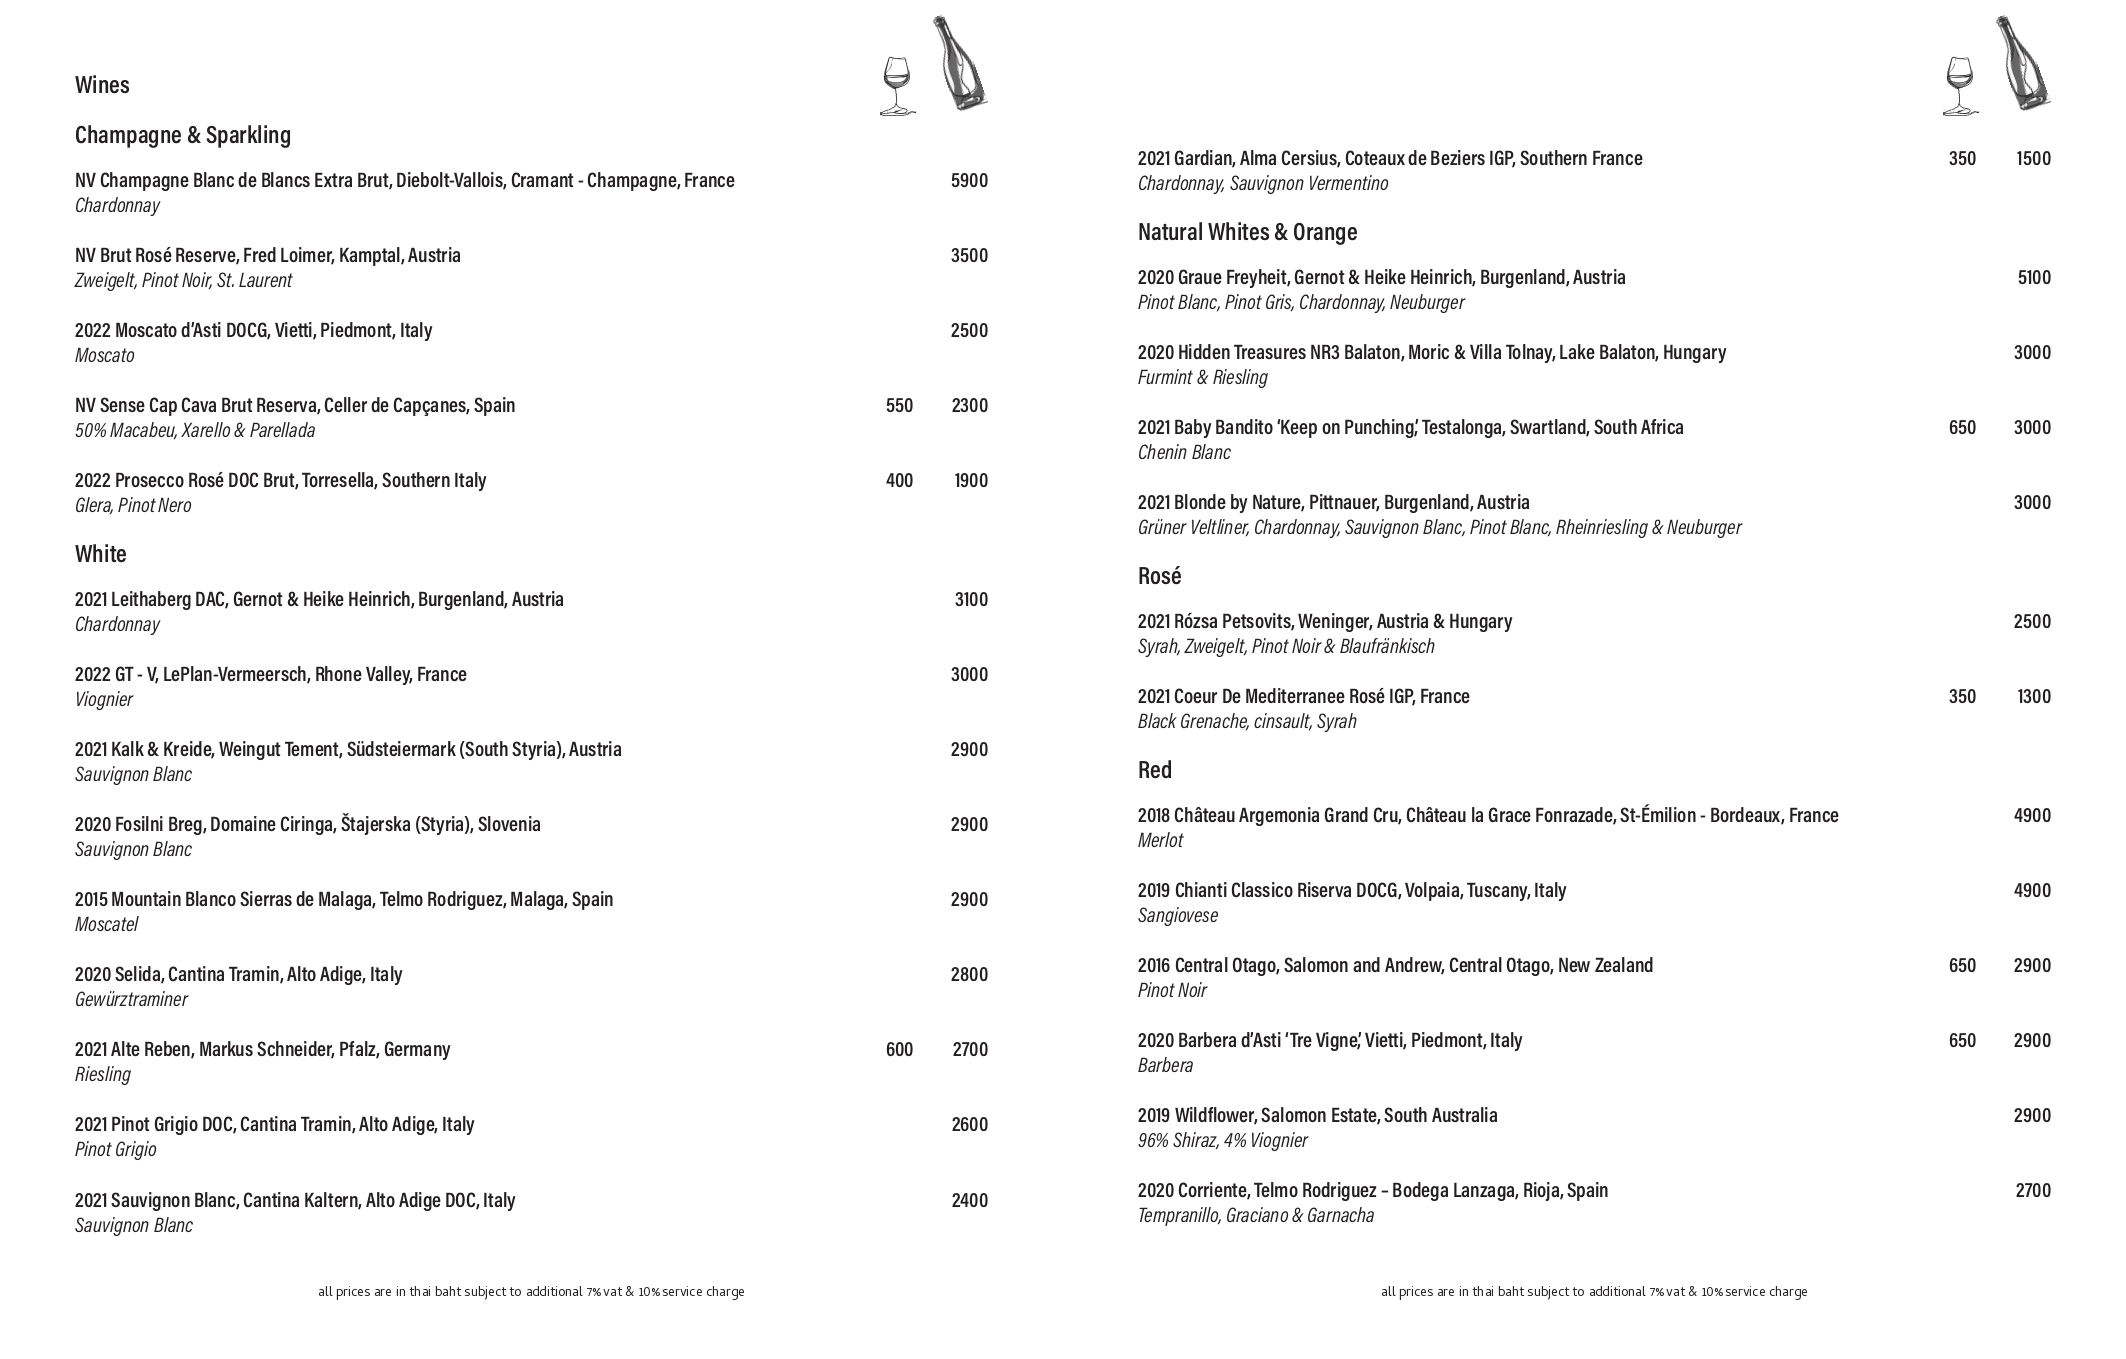 Wines
Champagne & Sparkling
NV Champagne Blanc de Blancs Extra Brut, Diebolt-Vallois, Cramant - Champagne, France 5900
Chardonnay
NV Brut Rosé Reserve, Fred Loimer, Kamptal, Austria 3500
Zweigelt, Pinot Noir, St. Laurent
2022 Moscato d’Asti DOCG, Vietti, Piedmont, Italy 2500
Moscato
NV Sense Cap Cava Brut Reserva, Celler de Capçanes, Spain 550 2300
50% Macabeu, Xarello & Parellada
2022 Prosecco Rosé DOC Brut, Torresella, Southern Italy 400 1900
Glera, Pinot Nero
White
2021 Leithaberg DAC, Gernot & Heike Heinrich, Burgenland, Austria 3100
Chardonnay
2022 GT - V, LePlan-Vermeersch, Rhone Valley, France 3000
Viognier
2021 Kalk & Kreide, Weingut Tement, Südsteiermark (South Styria), Austria 2900
Sauvignon Blanc
2020 Fosilni Breg, Domaine Ciringa, Štajerska (Styria), Slovenia 2900
Sauvignon Blanc
2015 Mountain Blanco Sierras de Malaga, Telmo Rodriguez, Malaga, Spain 2900
Moscatel
2020 Selida, Cantina Tramin, Alto Adige, Italy 2800
Gewürztraminer
2021 Alte Reben, Markus Schneider, Pfalz, Germany 600 2700
Riesling
2021 Pinot Grigio DOC, Cantina Tramin, Alto Adige, Italy 2600
Pinot Grigio
2021 Sauvignon Blanc, Cantina Kaltern, Alto Adige DOC, Italy 2400
Sauvignon Blanc
all prices are in thai baht subject to additional 7% vat & 10% service charge
2021 Gardian, Alma Cersius, Coteaux de Beziers IGP, Southern France 350 1500
Chardonnay, Sauvignon Vermentino
Natural Whites & Orange
2020 Graue Freyheit, Gernot & Heike Heinrich, Burgenland, Austria 5100
Pinot Blanc, Pinot Gris, Chardonnay, Neuburger
2020 Hidden Treasures NR3 Balaton, Moric & Villa Tolnay, Lake Balaton, Hungary 3000
Furmint & Riesling
2021 Baby Bandito ‘Keep on Punching’, Testalonga, Swartland, South Africa 650 3000
Chenin Blanc
2021 Blonde by Nature, Pittnauer, Burgenland, Austria 3000
Grüner Veltliner, Chardonnay, Sauvignon Blanc, Pinot Blanc, Rheinriesling & Neuburger
Rosé
2021 Rózsa Petsovits, Weninger, Austria & Hungary 2500
Syrah, Zweigelt, Pinot Noir & Blaufränkisch
2021 Coeur De Mediterranee Rosé IGP, France 350 1300
Black Grenache, cinsault, Syrah
Red
2018 Château Argemonia Grand Cru, Château la Grace Fonrazade, St-Émilion - Bordeaux, France 4900
Merlot
2019 Chianti Classico Riserva DOCG, Volpaia, Tuscany, Italy 4900
Sangiovese
2016 Central Otago, Salomon and Andrew, Central Otago, New Zealand 650 2900
Pinot Noir
2020 Barbera d’Asti ‘Tre Vigne’, Vietti, Piedmont, Italy 650 2900
Barbera
2019 Wildflower, Salomon Estate, South Australia 2900
96% Shiraz, 4% Viognier
2020 Corriente, Telmo Rodriguez – Bodega Lanzaga, Rioja, Spain 2700
Tempranillo, Graciano & Garnacha
all prices are in thai baht subject to additional 7% vat & 10% service charge